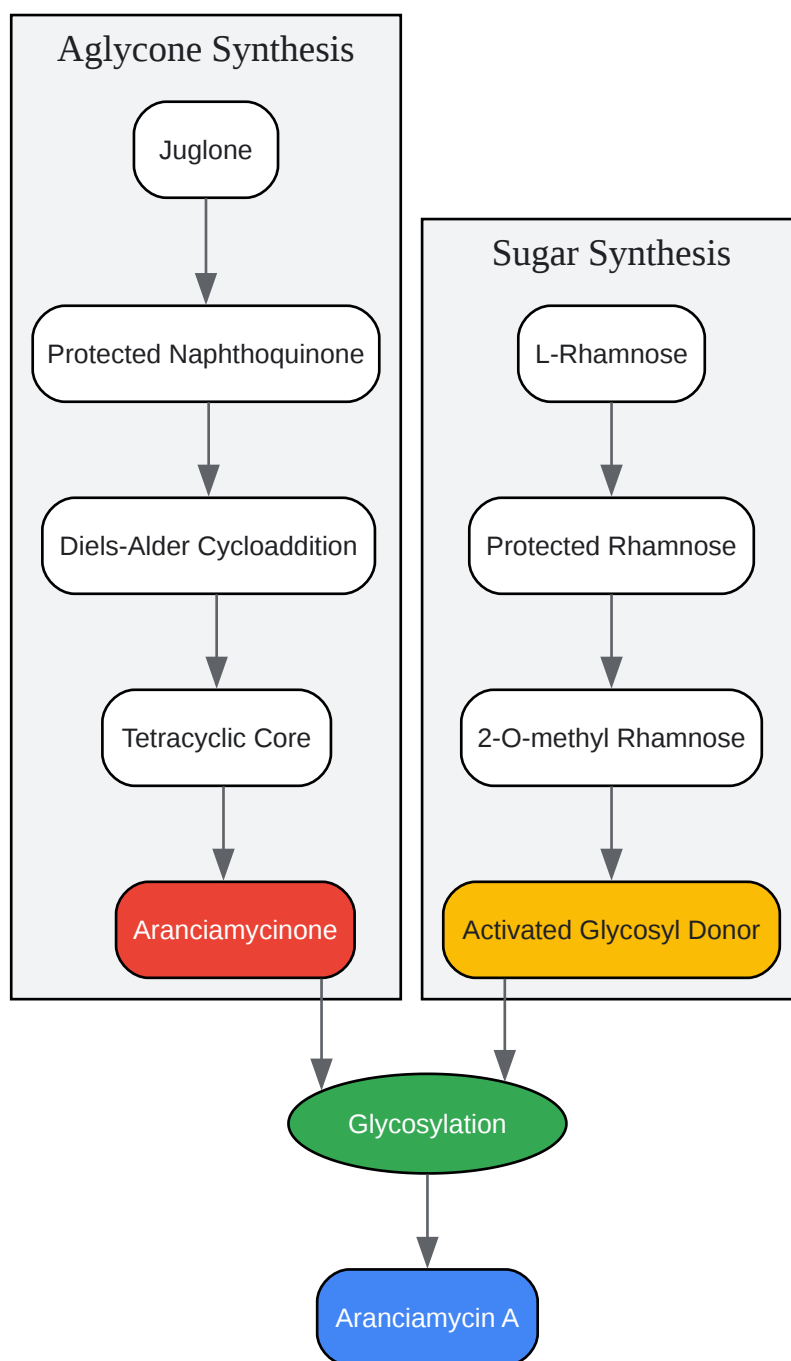 Aglycone Synthesis
Juglone
Protected Naphthoquinone
Diels-Alder Cycloaddition
Tetracyclic Core
Aranciamycinone
Sugar Synthesis
L-Rhamnose
Protected Rhamnose
2-O-methyl Rhamnose
Activated Glycosyl Donor
Glycosylation
Aranciamycin A